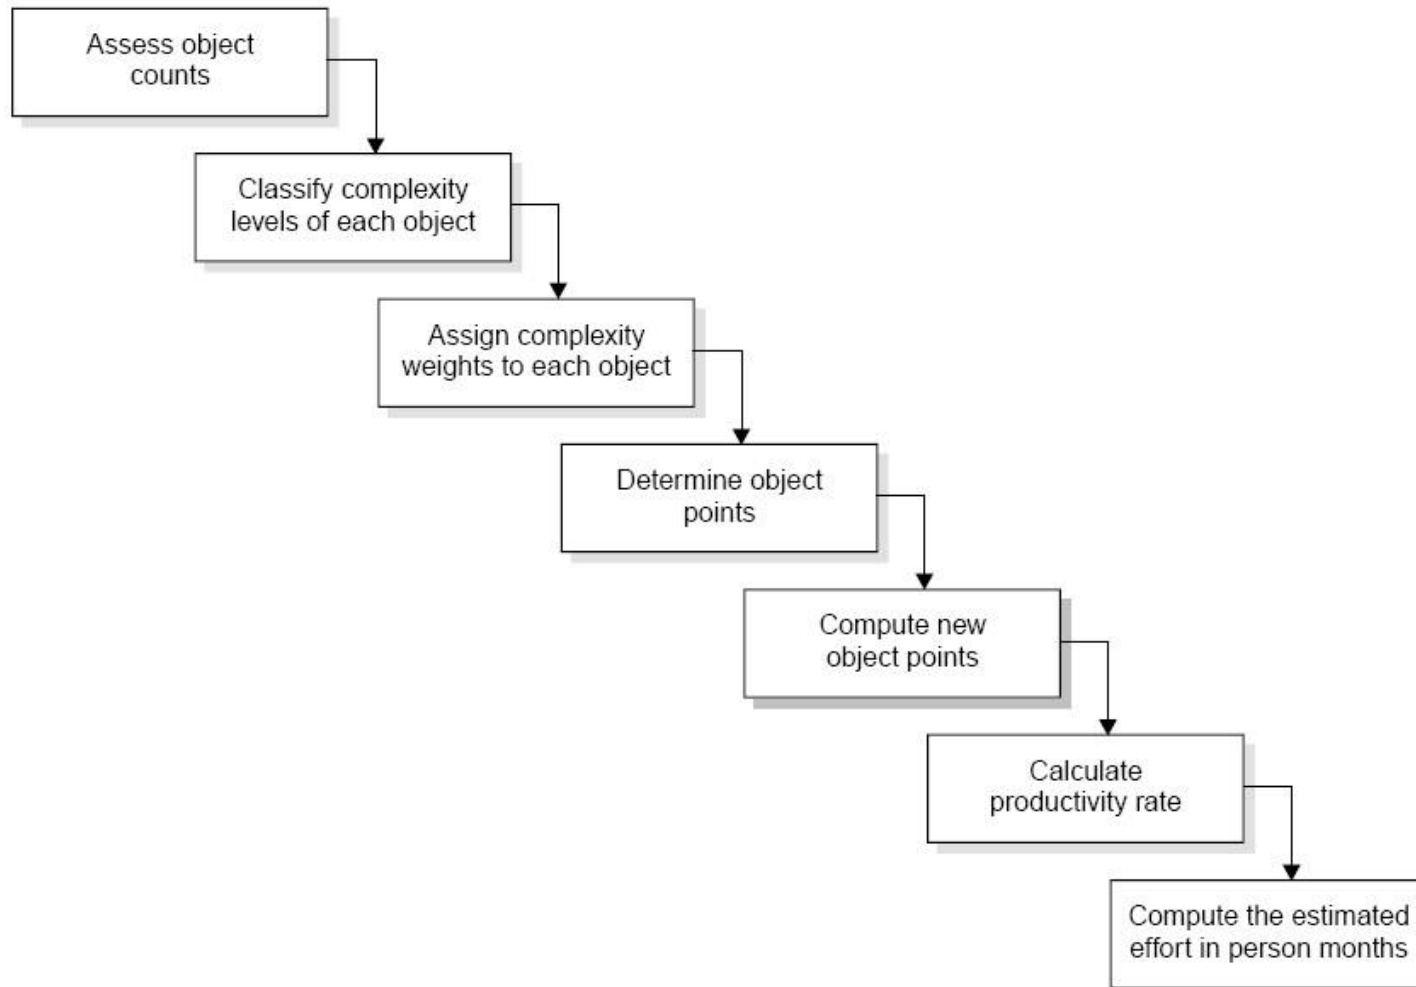 Assess object
counts
Classify complexity
levels of each object
Assign complexity
weights to each object
Determine object
points
Compute new
object points
Calculate
productivity rate
Compute the estimated
effort in person months